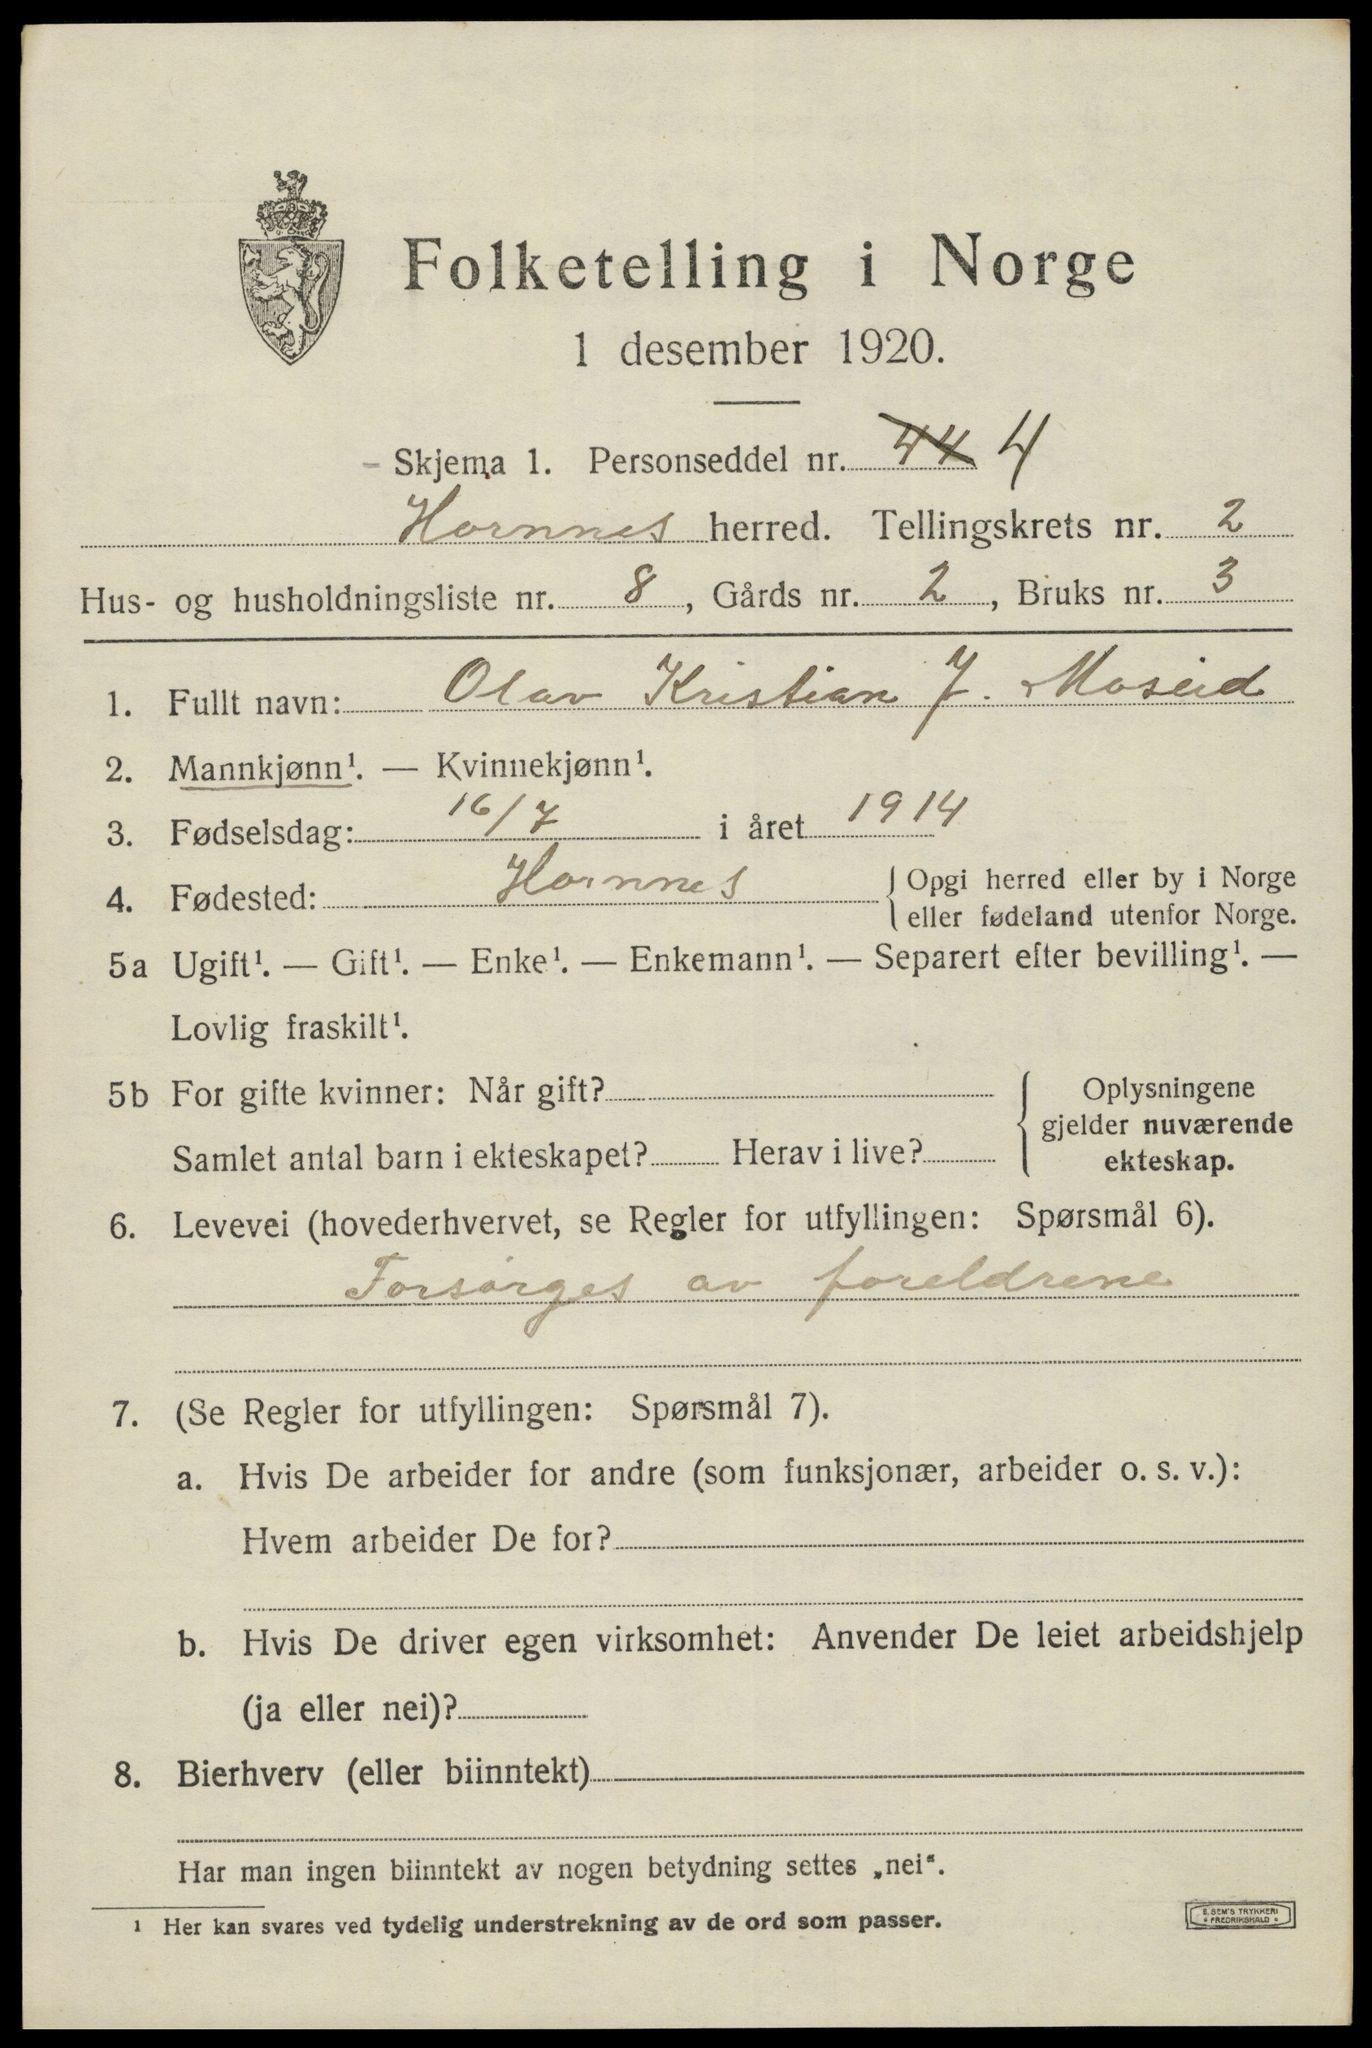 Folketelling i Norge
1 desember 1920.
Skjema 1. Personseddel nr. 44 4
Hornnes herred. Tellingskrets nr. 2
Hus- og husholdningsliste nr. 8, Gårds nr. 2, Bruks nr. 3
1. Fullt navn: Olav Kristian J. Moseid
2. Mannkjønn¹. — Kvinnekjønn¹.
3. Fødselsdag: 16/7 i året 1914
4. Fødested: Hornnes
Opgi herred eller by i Norge
eller fødeland utenfor Norge.
5a Ugift¹. — Gift¹. — Enke¹. — Enkemann¹. — Separert efter bevilling¹. —
Lovlig fraskilt¹.
5b For gifte kvinner: Når gift?
Samlet antal barn i ekteskapet? Herav i live?
Oplysningene
gjelder nuværende
ekteskap.
6. Levevei (hovederhvervet, se Regler for utfyllingen: Spørsmål 6).
Forsørges av foreldrene
7. (Se Regler for utfyllingen: Spørsmål 7).
a. Hvis De arbeider for andre (som funksjonær, arbeider o. s. v.):
Hvem arbeider De for?
b. Hvis De driver egen virksomhet: Anvender De leiet arbeidshjelp
(ja eller nei)?
8. Bierhverv (eller biinntekt)
Har man ingen biinntekt av nogen betydning settes „nei“.
¹ Her kan svares ved tydelig understrekning av de ord som passer.
E. SEM'S TRYKKERI
• FREDRIKSHALD •